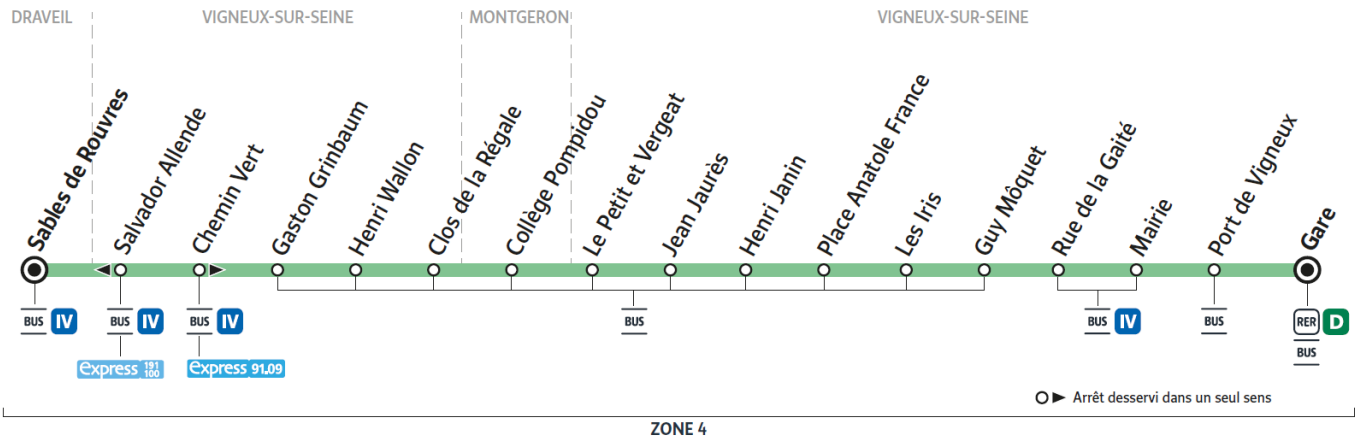 DRAVEIL
VIGNEUX-SUR-SEINE
MONTGERON
VIGNEUX-SUR-SEINE
Sables de Rouvres
Salvador Allende
Chemin Vert
Gaston Grinbaum
Henri Wallon
Clos de la Régale
Collège Pompidou
Le Petit et Vergeat
Jean Jaurès
Henri Janin
Place Anatole France
Les Iris
Guy Môquet
Rue de la Gaité
Mairie
Port de Vigneux
Gare
BUS IV
BUS IV
BUS IV
BUS
BUS IV
BUS
RER D
BUS
express 191 100
express 91.09
Arrêt desservi dans un seul sens
ZONE 4